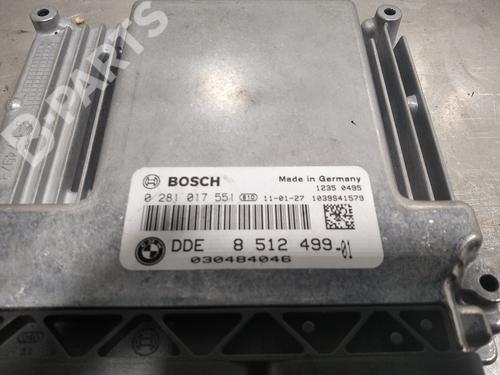 B-PARTS
BOSCH
Made in Germany
1235 0495
0 281 017 551 810 11-01-27 1039S41579
DDE 8 512 499-01
030484046